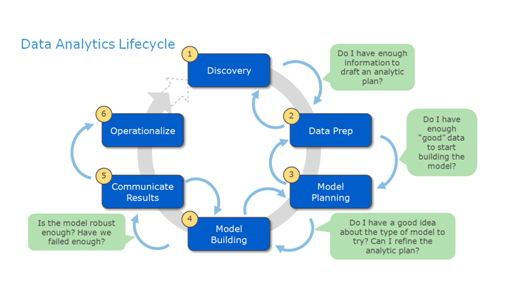 Data Analytics Lifecycle
1
Discovery
Do I have enough
information to
draft an analytic
plan?
2
Data Prep
Do I have
enough
“good” data
to start
building the
model?
3
Model
Planning
Do I have a good idea
about the type of model to
try? Can I refine the
analytic plan?
4
Model
Building
Is the model robust
enough? Have we
failed enough?
5
Communicate
Results
6
Operationalize